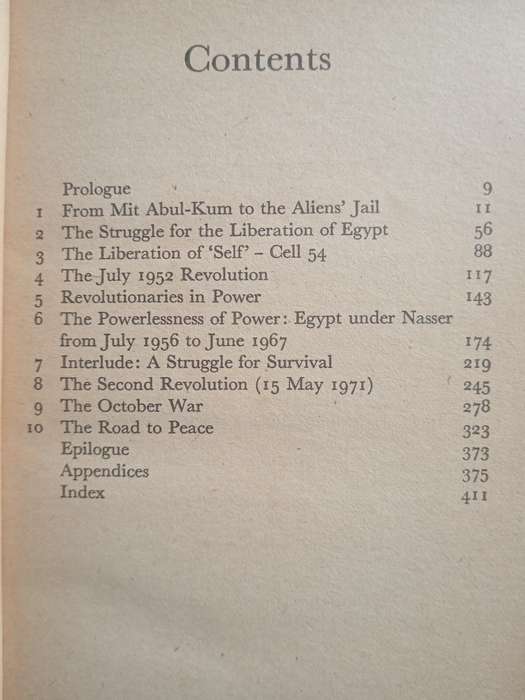 Contents
Prologue 9
1 From Mit Abul-Kum to the Aliens' Jail 11
2 The Struggle for the Liberation of Egypt 56
3 The Liberation of ‘Self’ – Cell 54 88
4 The July 1952 Revolution 117
5 Revolutionaries in Power 143
6 The Powerlessness of Power: Egypt under Nasser
from July 1956 to June 1967 174
7 Interlude: A Struggle for Survival 219
8 The Second Revolution (15 May 1971) 245
9 The October War 278
10 The Road to Peace 323
Epilogue 373
Appendices 375
Index 411